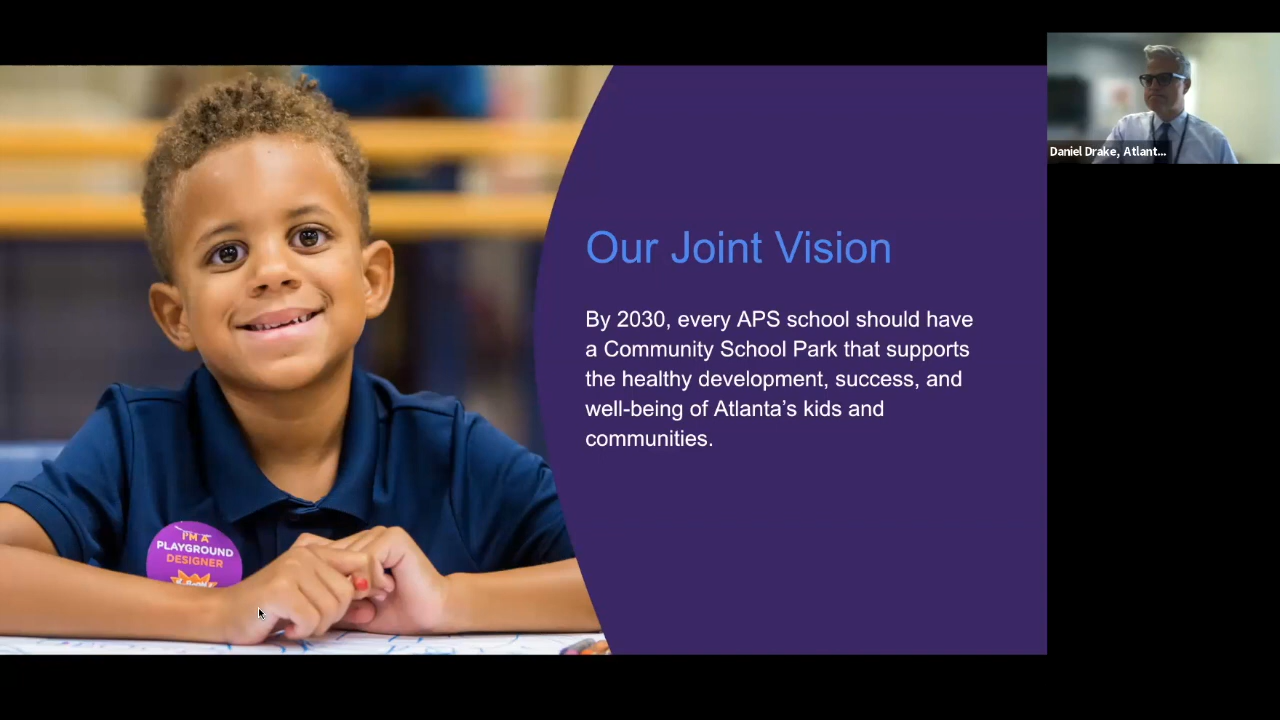 Our Joint Vision
By 2030, every APS school should have
a Community School Park that supports
the healthy development, success, and
well-being of Atlanta's kids and
communities.
I'M A
PLAYGROUND
DESIGNER
Daniel Drake, Atlant...